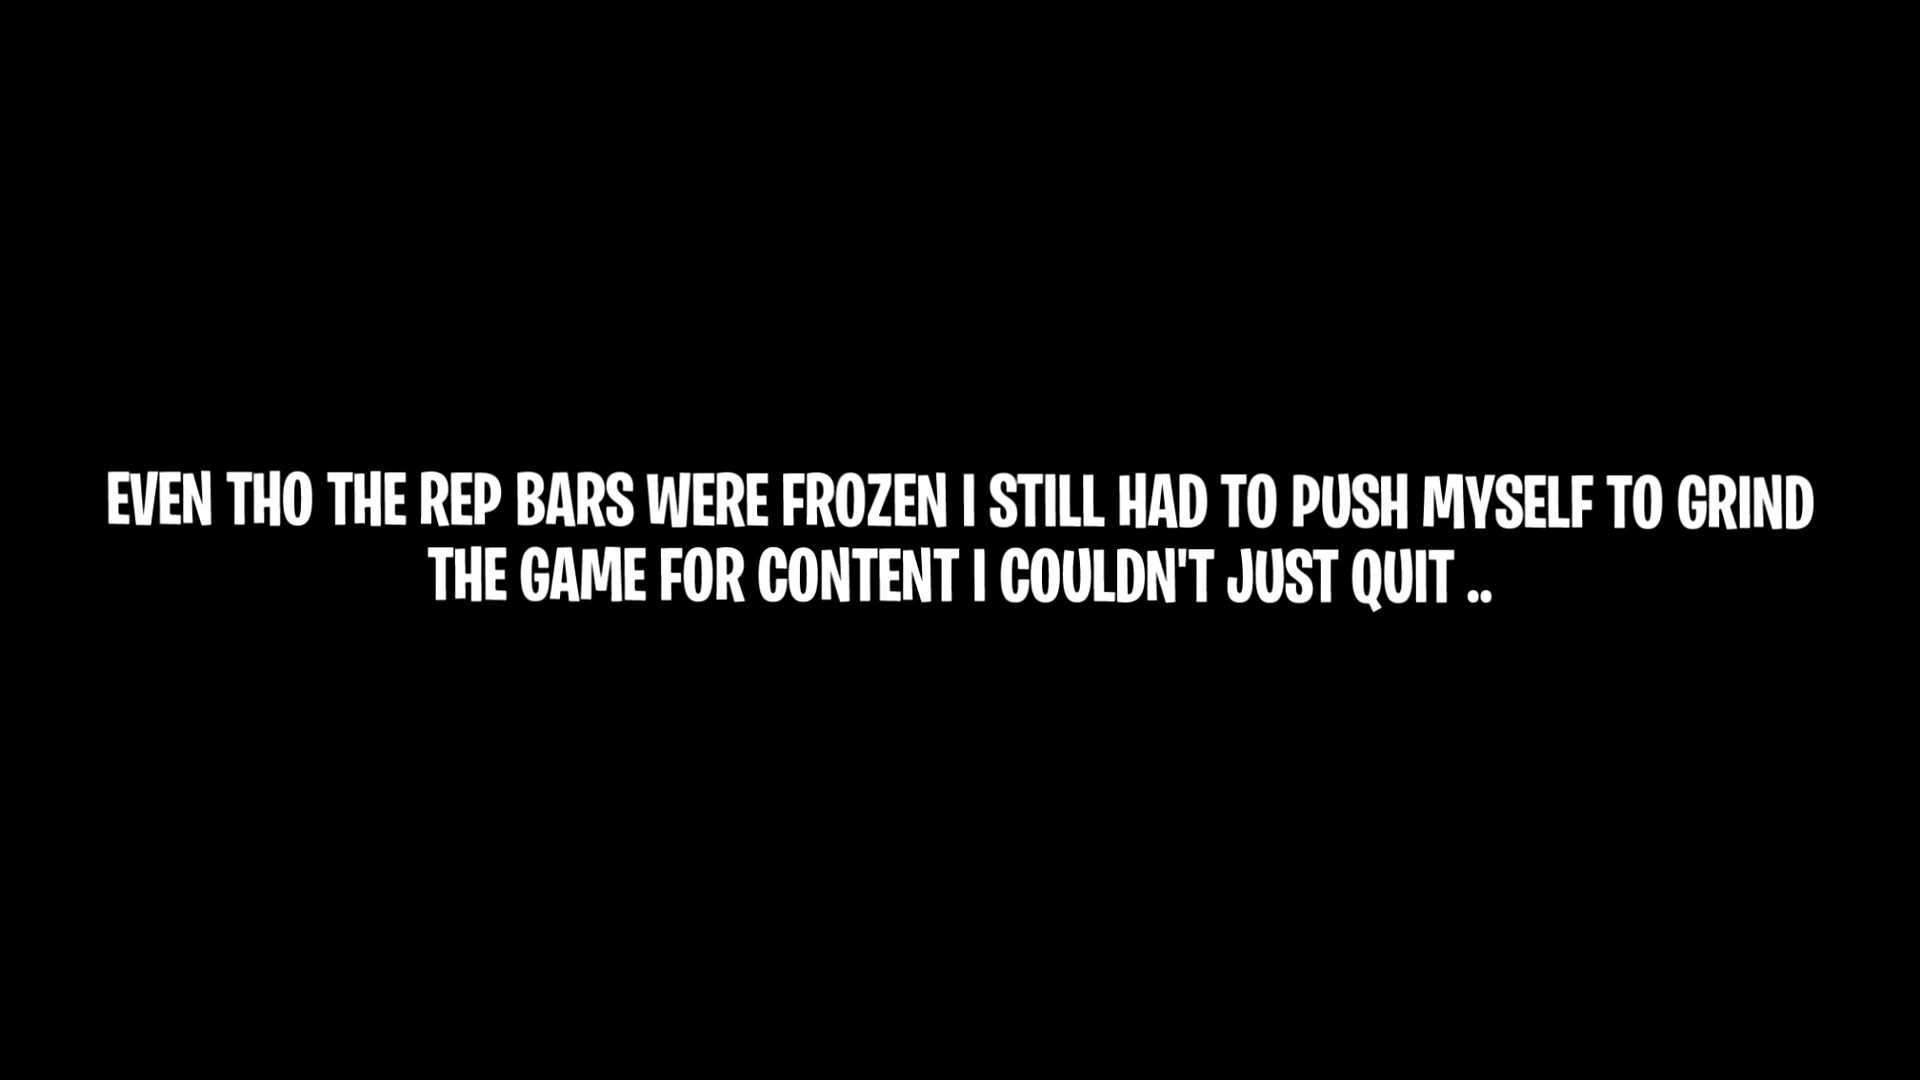 EVEN THO THE REP BARS WERE FROZEN I STILL HAD TO PUSH MYSELF TO GRIND
THE GAME FOR CONTENT I COULDN'T JUST QUIT ..